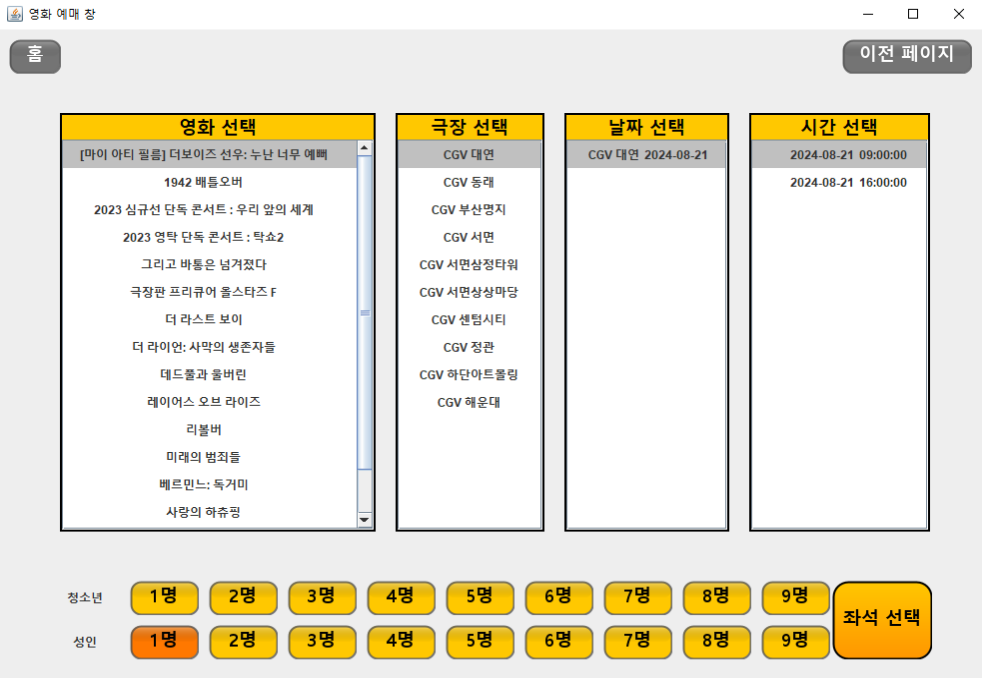 영화 예매 창
홈
이전 페이지
영화 선택
[마이 아티 필름] 더보이즈 선우: 누난 너무 예뻐
1942 배틀오버
2023 심규선 단독 콘서트 : 우리 앞의 세계
2023 영탁 단독 콘서트 : 탁쇼2
그리고 바통은 넘겨졌다
극장판 프리큐어 올스타즈 F
더 라스트 보이
더 라이언: 사막의 생존자들
데드풀과 울버린
레이어스 오브 라이즈
리볼버
미래의 범죄들
베르민느: 독거미
사랑의 하츄핑
극장 선택
CGV 대연
CGV 동래
CGV 부산명지
CGV 서면
CGV 서면삼정타워
CGV 서면상상마당
CGV 센텀시티
CGV 정관
CGV 하단아트몰링
CGV 해운대
날짜 선택
CGV 대연 2024-08-21
시간 선택
2024-08-21 09:00:00
2024-08-21 16:00:00
청소년 1명 2명 3명 4명 5명 6명 7명 8명 9명
성인 1명 2명 3명 4명 5명 6명 7명 8명 9명
좌석 선택